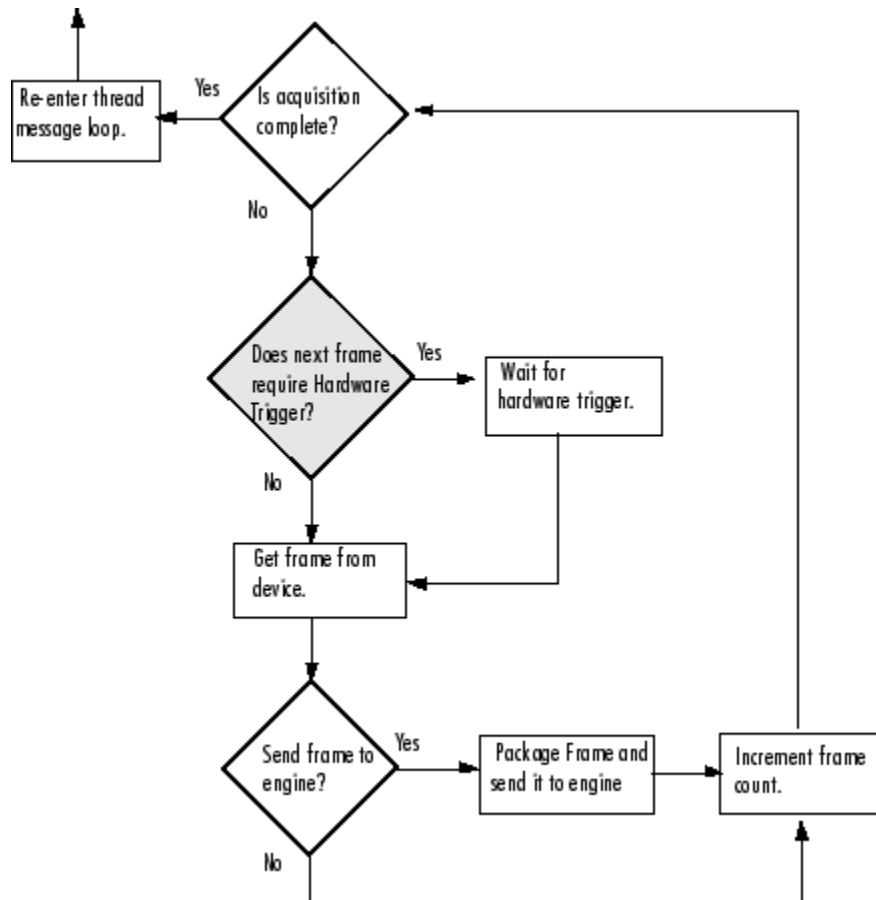 Yes
Is acquisition
complete?
Re-enter thread
message loop.
No
Does next frame
require Hardware
Trigger?
Yes
Wait for
hardware trigger.
No
Get frame from
device.
Send frame to
engine?
Yes
Package Frame and
send it to engine
Increment frame
count.
No